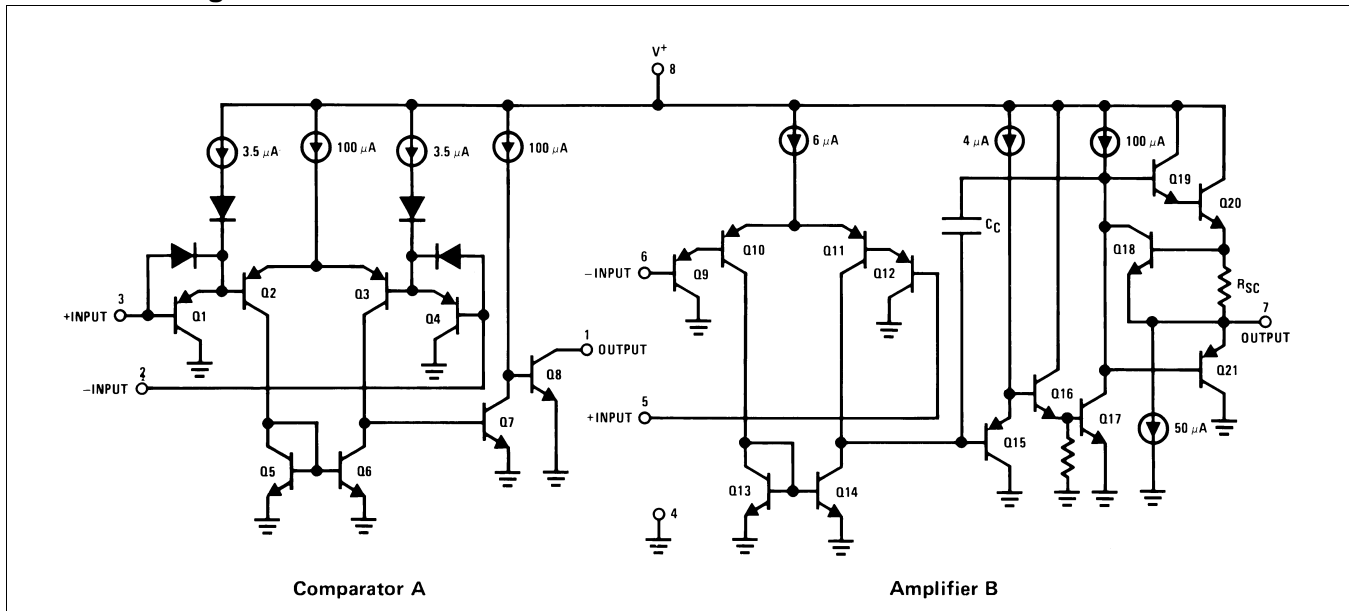 V+
8
3.5 μA
100 μA
3.5 μA
100 μA
6 μA
4 μA
100 μA
Q19
Q20
Q18
CC
RSC
7
OUTPUT
Q10
Q11
6
−INPUT
Q9
Q12
Q2
Q3
3
+INPUT
Q1
Q4
1
OUTPUT
Q8
2
−INPUT
5
+INPUT
Q7
Q16
Q17
Q21
Q15
50 μA
Q5
Q6
Q13
Q14
4
Comparator A
Amplifier B